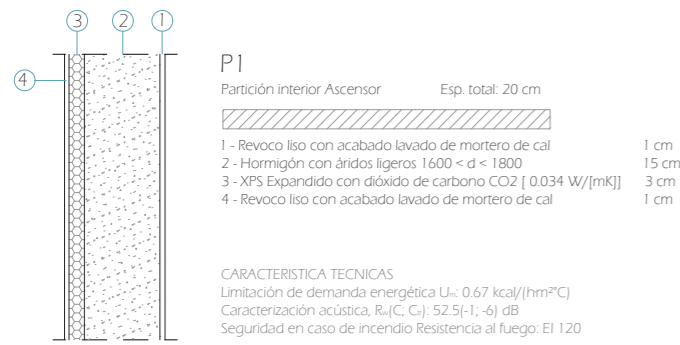 3 2 1
4
P1
Partición interior Ascensor Esp. total: 20 cm
1 - Revoco liso con acabado lavado de mortero de cal 1 cm
2 - Hormigón con áridos ligeros 1600 < d < 1800 15 cm
3 - XPS Expandido con dióxido de carbono CO2 [ 0.034 W/[mK]] 3 cm
4 - Revoco liso con acabado lavado de mortero de cal 1 cm
CARACTERISTICA TECNICAS
Limitación de demanda energética Um: 0.67 kcal/(hm²°C)
Caracterización acústica, Rw(C; Ctr): 52.5(-1; -6) dB
Seguridad en caso de incendio Resistencia al fuego: EI 120